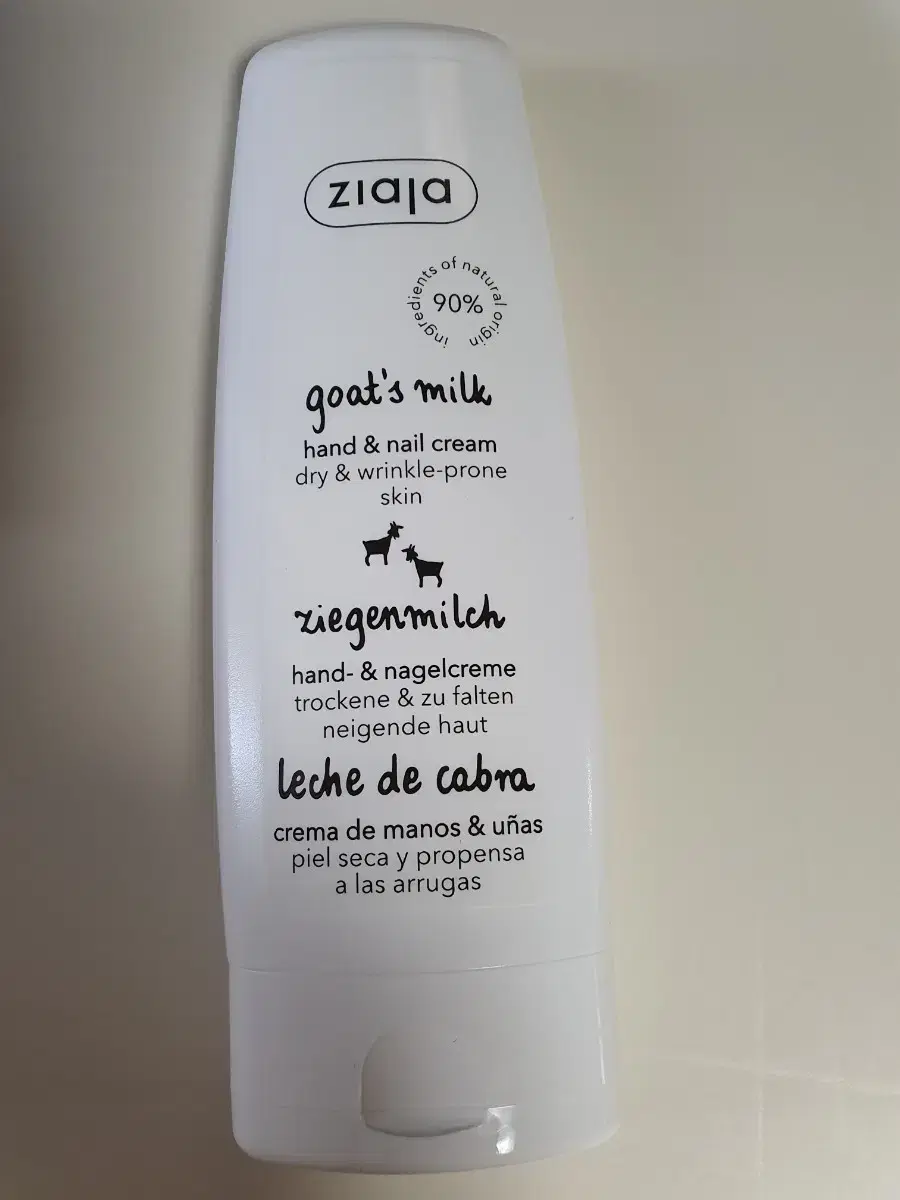 ziaja
ingredients of natural origin
90%
goat's milk
hand & nail cream
dry & wrinkle-prone
skin
ziegenmilch
hand- & nagelcreme
trockene & zu falten
neigende haut
leche de cabra
crema de manos & uñas
piel seca y propensa
a las arrugas